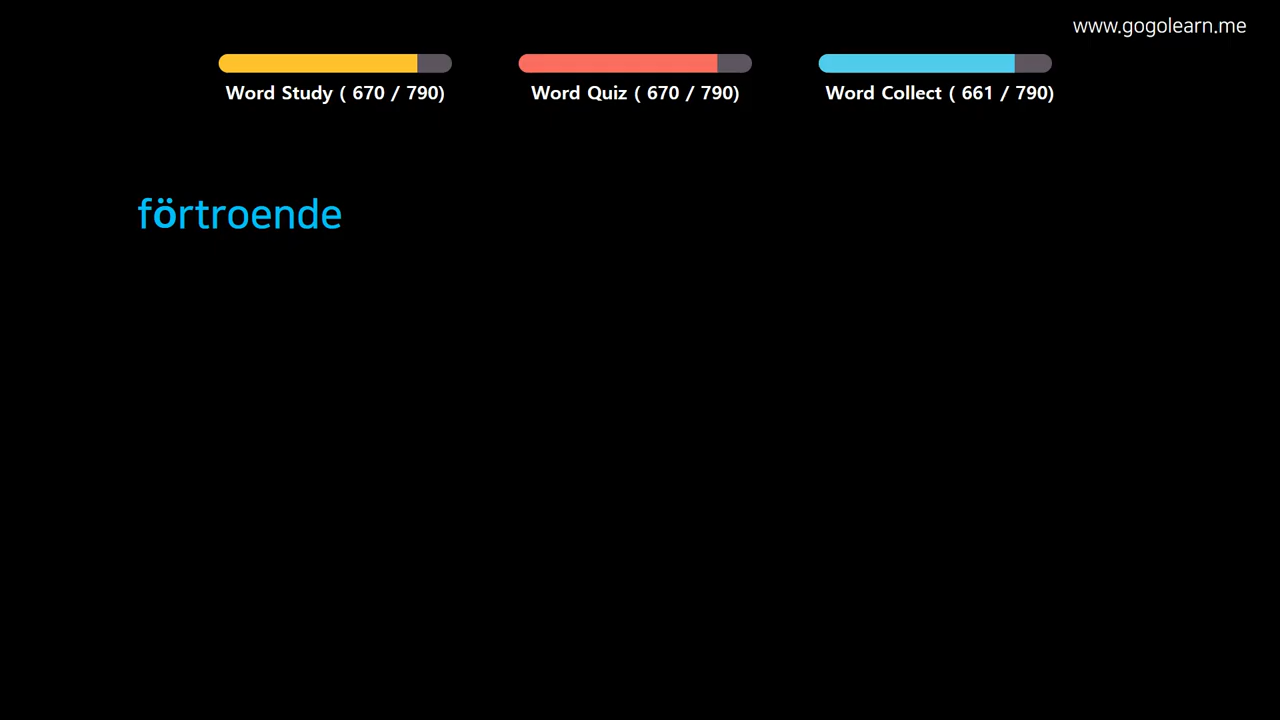 www.gogolearn.me
Word Study ( 670 / 790)
Word Quiz ( 670 / 790)
Word Collect ( 661 / 790)
förtroende